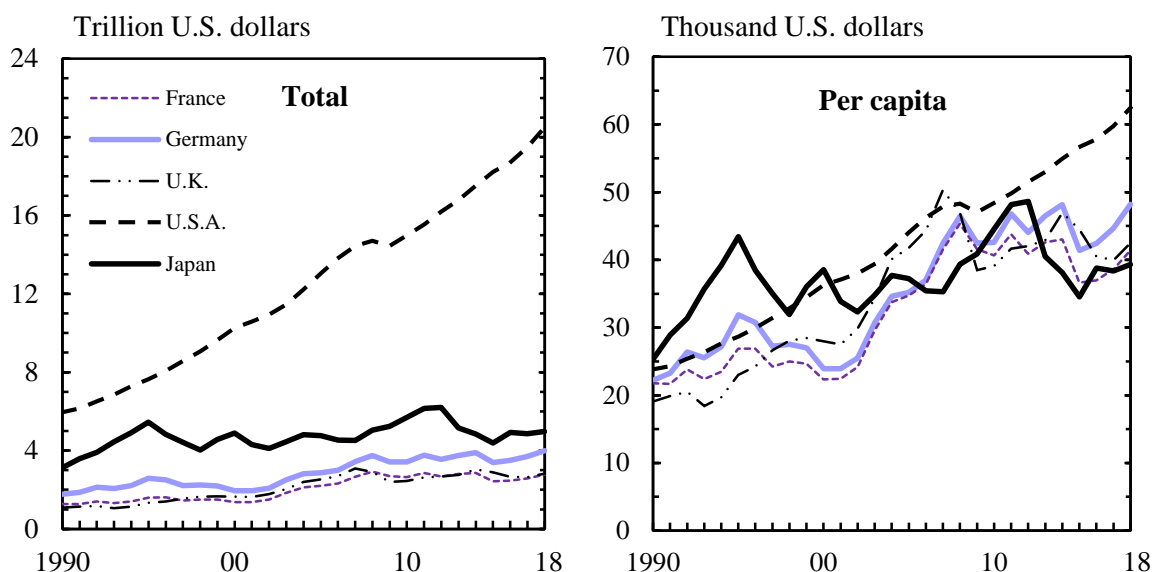 Trillion U.S. dollars
24
20
16
12
8
4
0
1990 00 10 18
Total
France
Germany
U.K.
U.S.A.
Japan
Thousand U.S. dollars
70
60
50
40
30
20
10
0
1990 00 10 18
Per capita